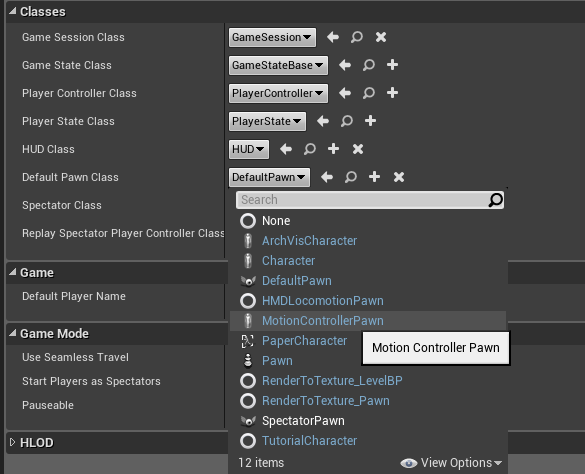 Classes
Game Session Class GameSession
Game State Class GameStateBase
Player Controller Class PlayerController
Player State Class PlayerState
HUD Class HUD
Default Pawn Class DefaultPawn
Spectator Class
Replay Spectator Player Controller Class
Game
Default Player Name
Game Mode
Use Seamless Travel
Start Players as Spectators
Pauseable
HLOD
Search
None
ArchVisCharacter
Character
DefaultPawn
HMDLocomotionPawn
MotionControllerPawn
PaperCharacter
Pawn
RenderToTexture_LevelBP
RenderToTexture_Pawn
SpectatorPawn
TutorialCharacter
12 items View Options
Motion Controller Pawn